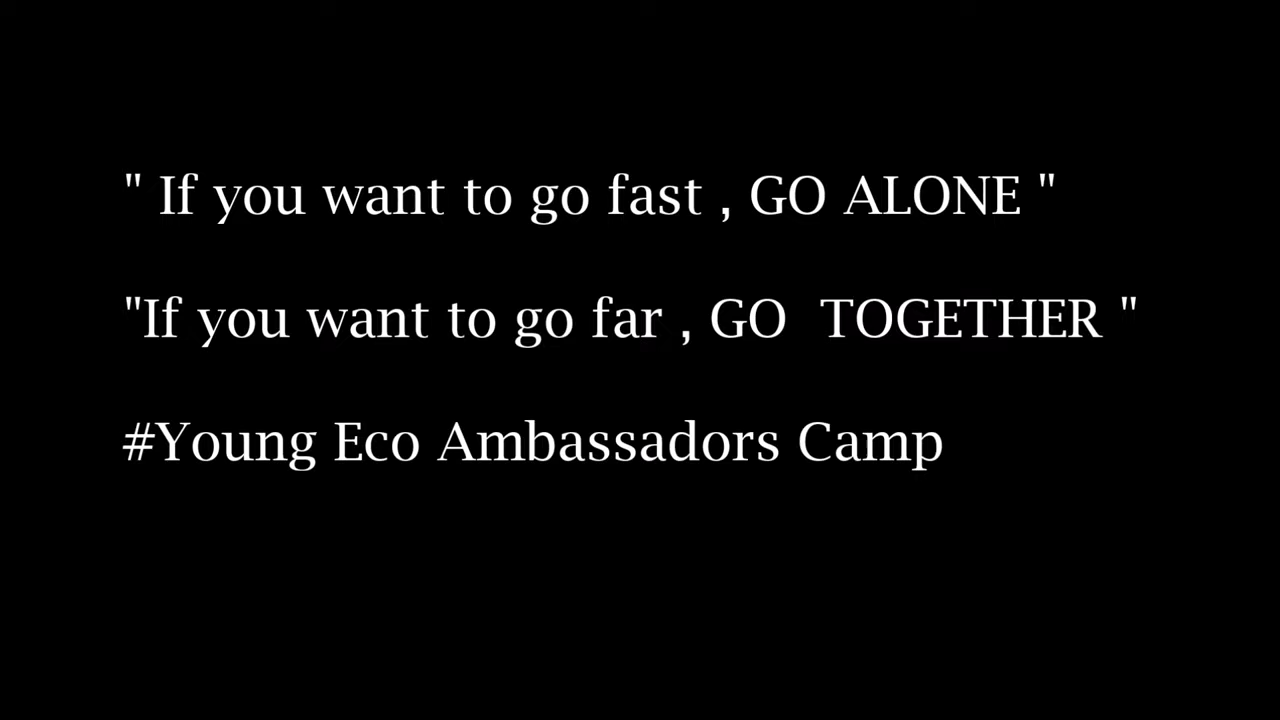 " If you want to go fast , GO ALONE "
"If you want to go far , GO  TOGETHER "
#Young Eco Ambassadors Camp